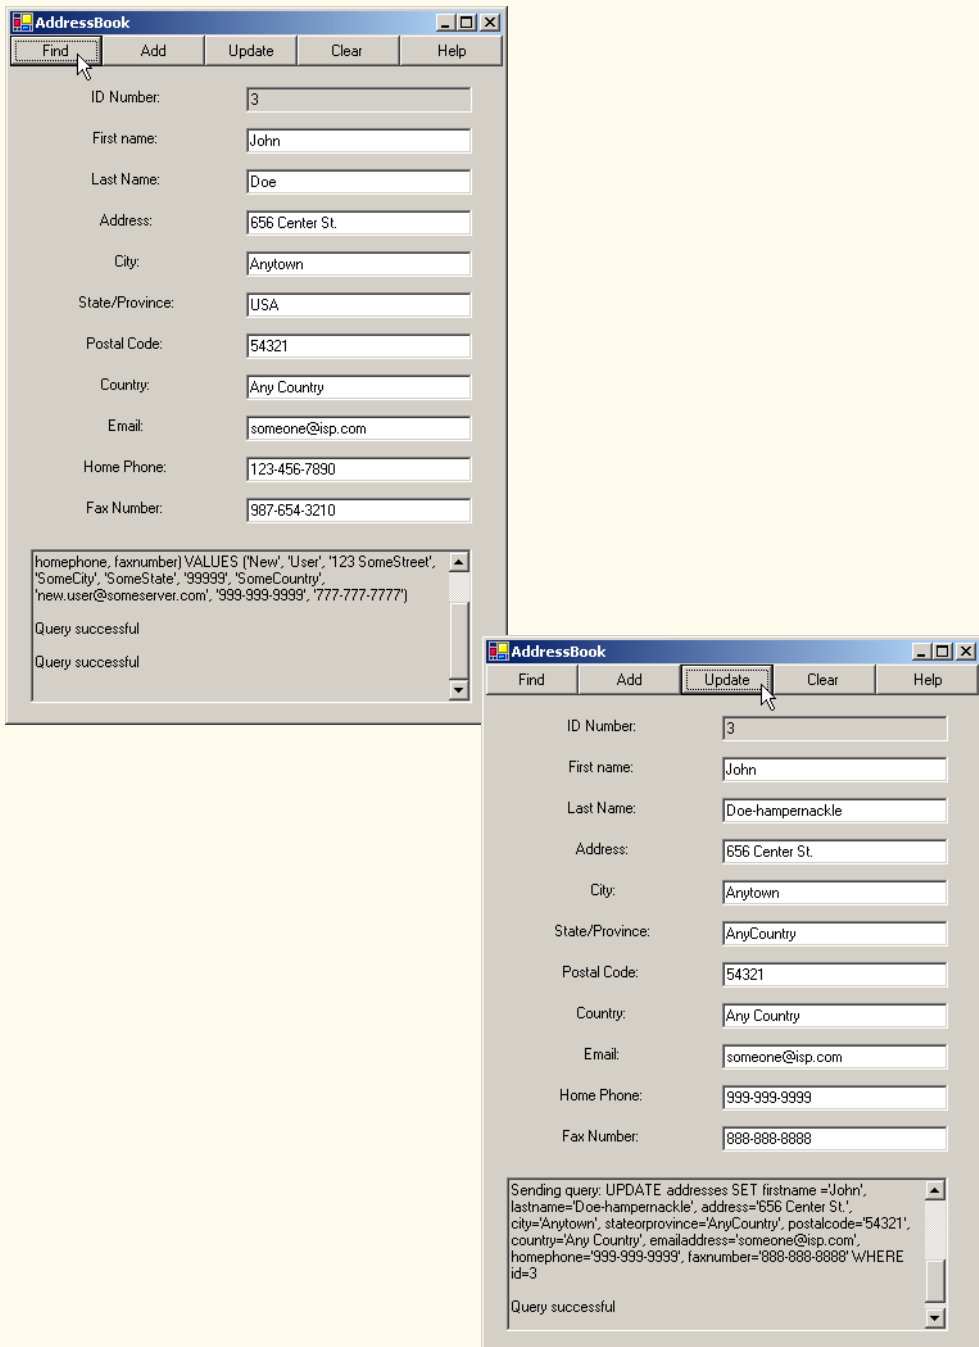 AddressBook
Find Add Update Clear Help
ID Number: 3
First name: John
Last Name: Doe
Address: 656 Center St.
City: Anytown
State/Province: USA
Postal Code: 54321
Country: Any Country
Email: someone@isp.com
Home Phone: 123-456-7890
Fax Number: 987-654-3210
homephone, faxnumber) VALUES ('New', 'User', '123 SomeStreet',
'SomeCity', 'SomeState', '99999', 'SomeCountry',
'new.user@someserver.com', '999-999-9999', '777-777-7777')
Query successful
Query successful
AddressBook
Find Add Update Clear Help
ID Number: 3
First name: John
Last Name: Doe-hampernackle
Address: 656 Center St.
City: Anytown
State/Province: AnyCountry
Postal Code: 54321
Country: Any Country
Email: someone@isp.com
Home Phone: 999-999-9999
Fax Number: 888-888-8888
Sending query: UPDATE addresses SET firstname ='John',
lastname='Doe-hampernackle', address='656 Center St.',
city='Anytown', stateorprovince='AnyCountry', postalcode='54321',
country='Any Country', emailaddress='someone@isp.com',
homephone='999-999-9999', faxnumber='888-888-8888' WHERE
id=3
Query successful